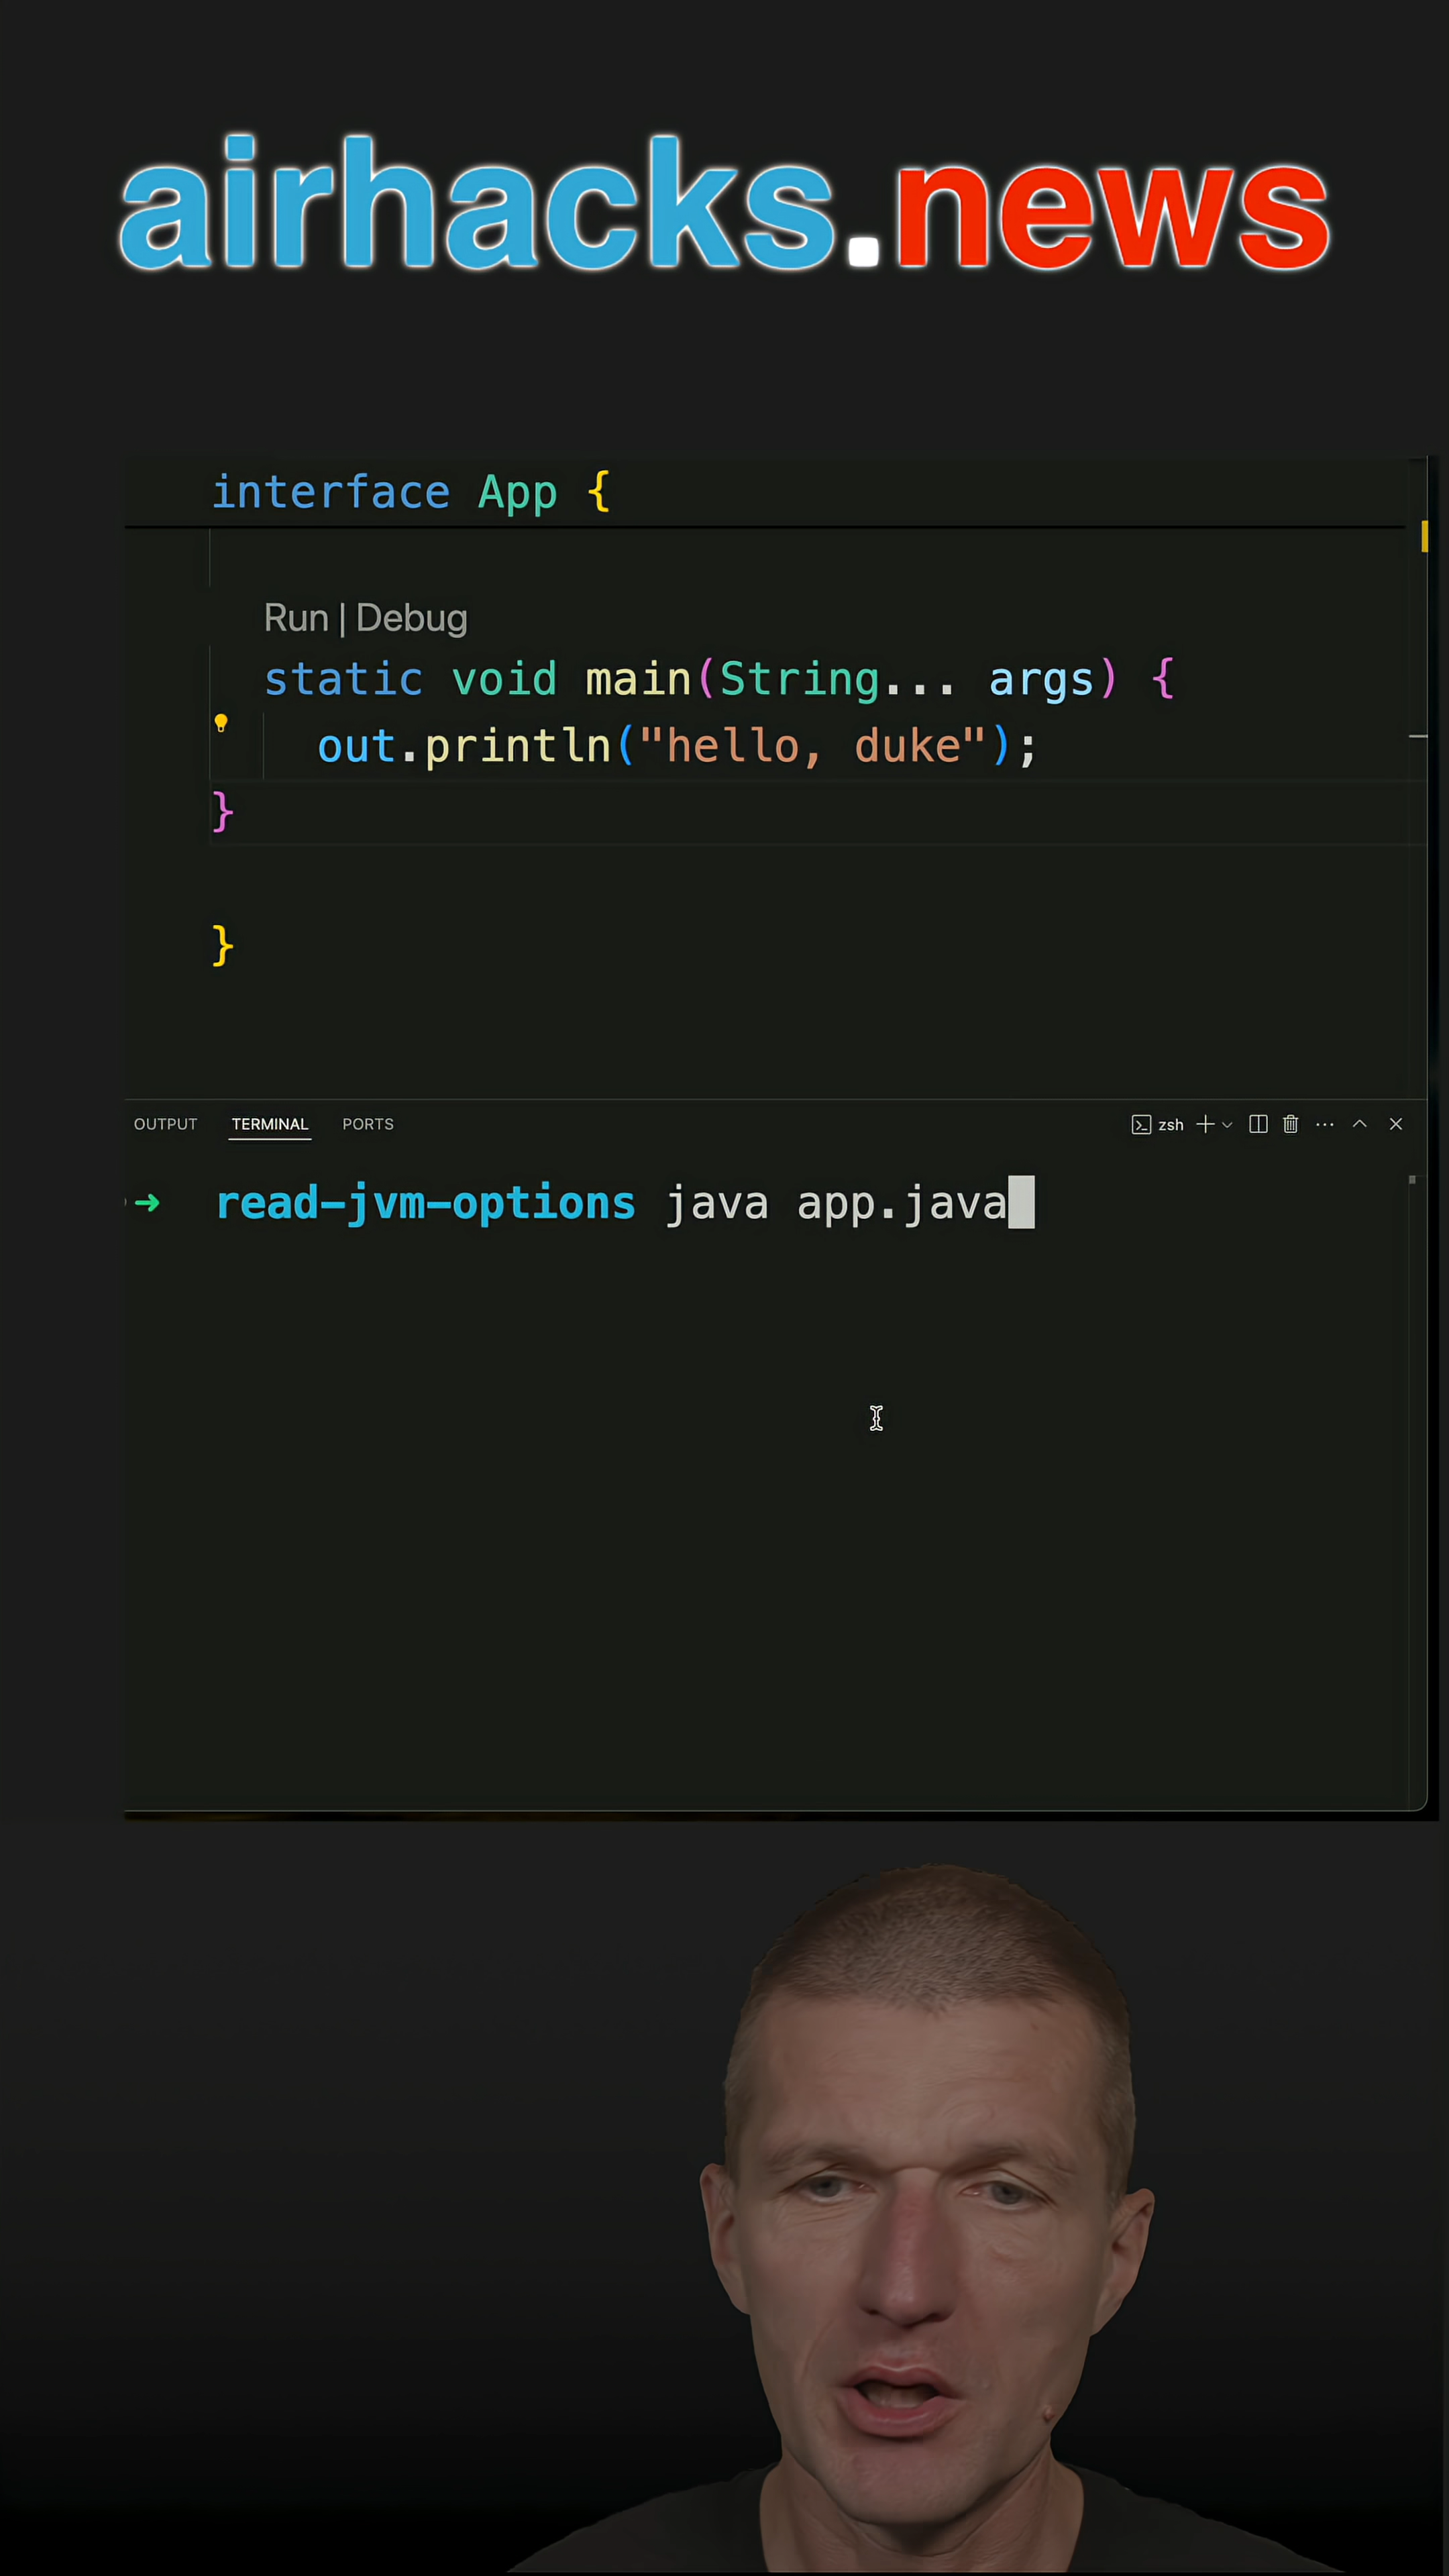 airhacks.news
interface App {
Run | Debug
static void main(String... args) {
out.println("hello, duke");
}
}
OUTPUT TERMINAL PORTS zsh
→ read-jvm-options java app.java